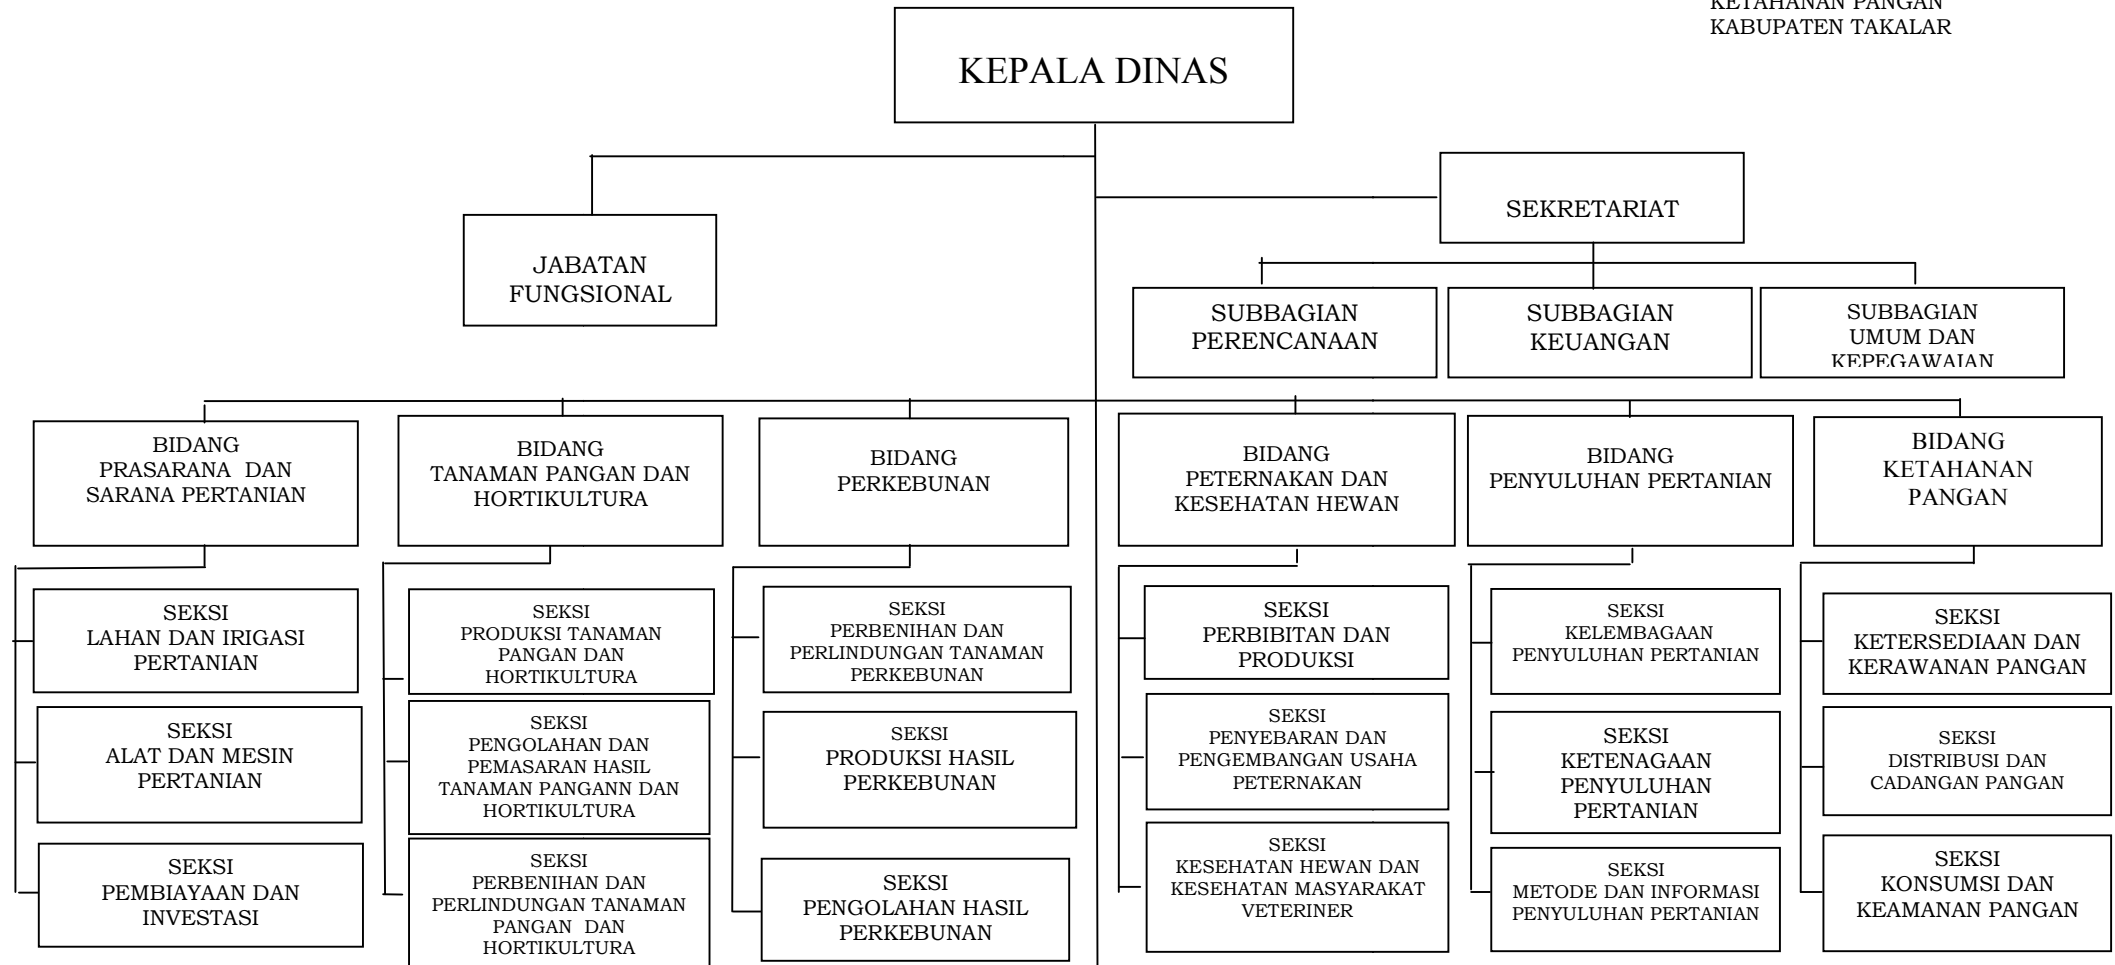 KETAHANAN PANGAN
KABUPATEN TAKALAR
KEPALA DINAS
SEKRETARIAT
JABATAN
FUNGSIONAL
SUBBAGIAN
PERENCANAAN
SUBBAGIAN
KEUANGAN
SUBBAGIAN
UMUM DAN
KEPEGAWAIAN
BIDANG
PRASARANA DAN
SARANA PERTANIAN
BIDANG
TANAMAN PANGAN DAN
HORTIKULTURA
BIDANG
PERKEBUNAN
BIDANG
PETERNAKAN DAN
KESEHATAN HEWAN
BIDANG
PENYULUHAN PERTANIAN
BIDANG
KETAHANAN
PANGAN
SEKSI
LAHAN DAN IRIGASI
PERTANIAN
SEKSI
PRODUKSI TANAMAN
PANGAN DAN
HORTIKULTURA
SEKSI
PERBENIHAN DAN
PERLINDUNGAN TANAMAN
PERKEBUNAN
SEKSI
PERBIBITAN DAN
PRODUKSI
SEKSI
KELEMBAGAAN
PENYULUHAN PERTANIAN
SEKSI
KETERSEDIAAN DAN
KERAWANAN PANGAN
SEKSI
ALAT DAN MESIN
PERTANIAN
SEKSI
PENGOLAHAN DAN
PEMASARAN HASIL
TANAMAN PANGANN DAN
HORTIKULTURA
SEKSI
PRODUKSI HASIL
PERKEBUNAN
SEKSI
PENYEBARAN DAN
PENGEMBANGAN USAHA
PETERNAKAN
SEKSI
KETENAGAAN
PENYULUHAN
PERTANIAN
SEKSI
DISTRIBUSI DAN
CADANGAN PANGAN
SEKSI
PEMBIAYAAN DAN
INVESTASI
SEKSI
PERBENIHAN DAN
PERLINDUNGAN TANAMAN
PANGAN DAN
HORTIKULTURA
SEKSI
PENGOLAHAN HASIL
PERKEBUNAN
SEKSI
KESEHATAN HEWAN DAN
KESEHATAN MASYARAKAT
VETERINER
SEKSI
METODE DAN INFORMASI
PENYULUHAN PERTANIAN
SEKSI
KONSUMSI DAN
KEAMANAN PANGAN